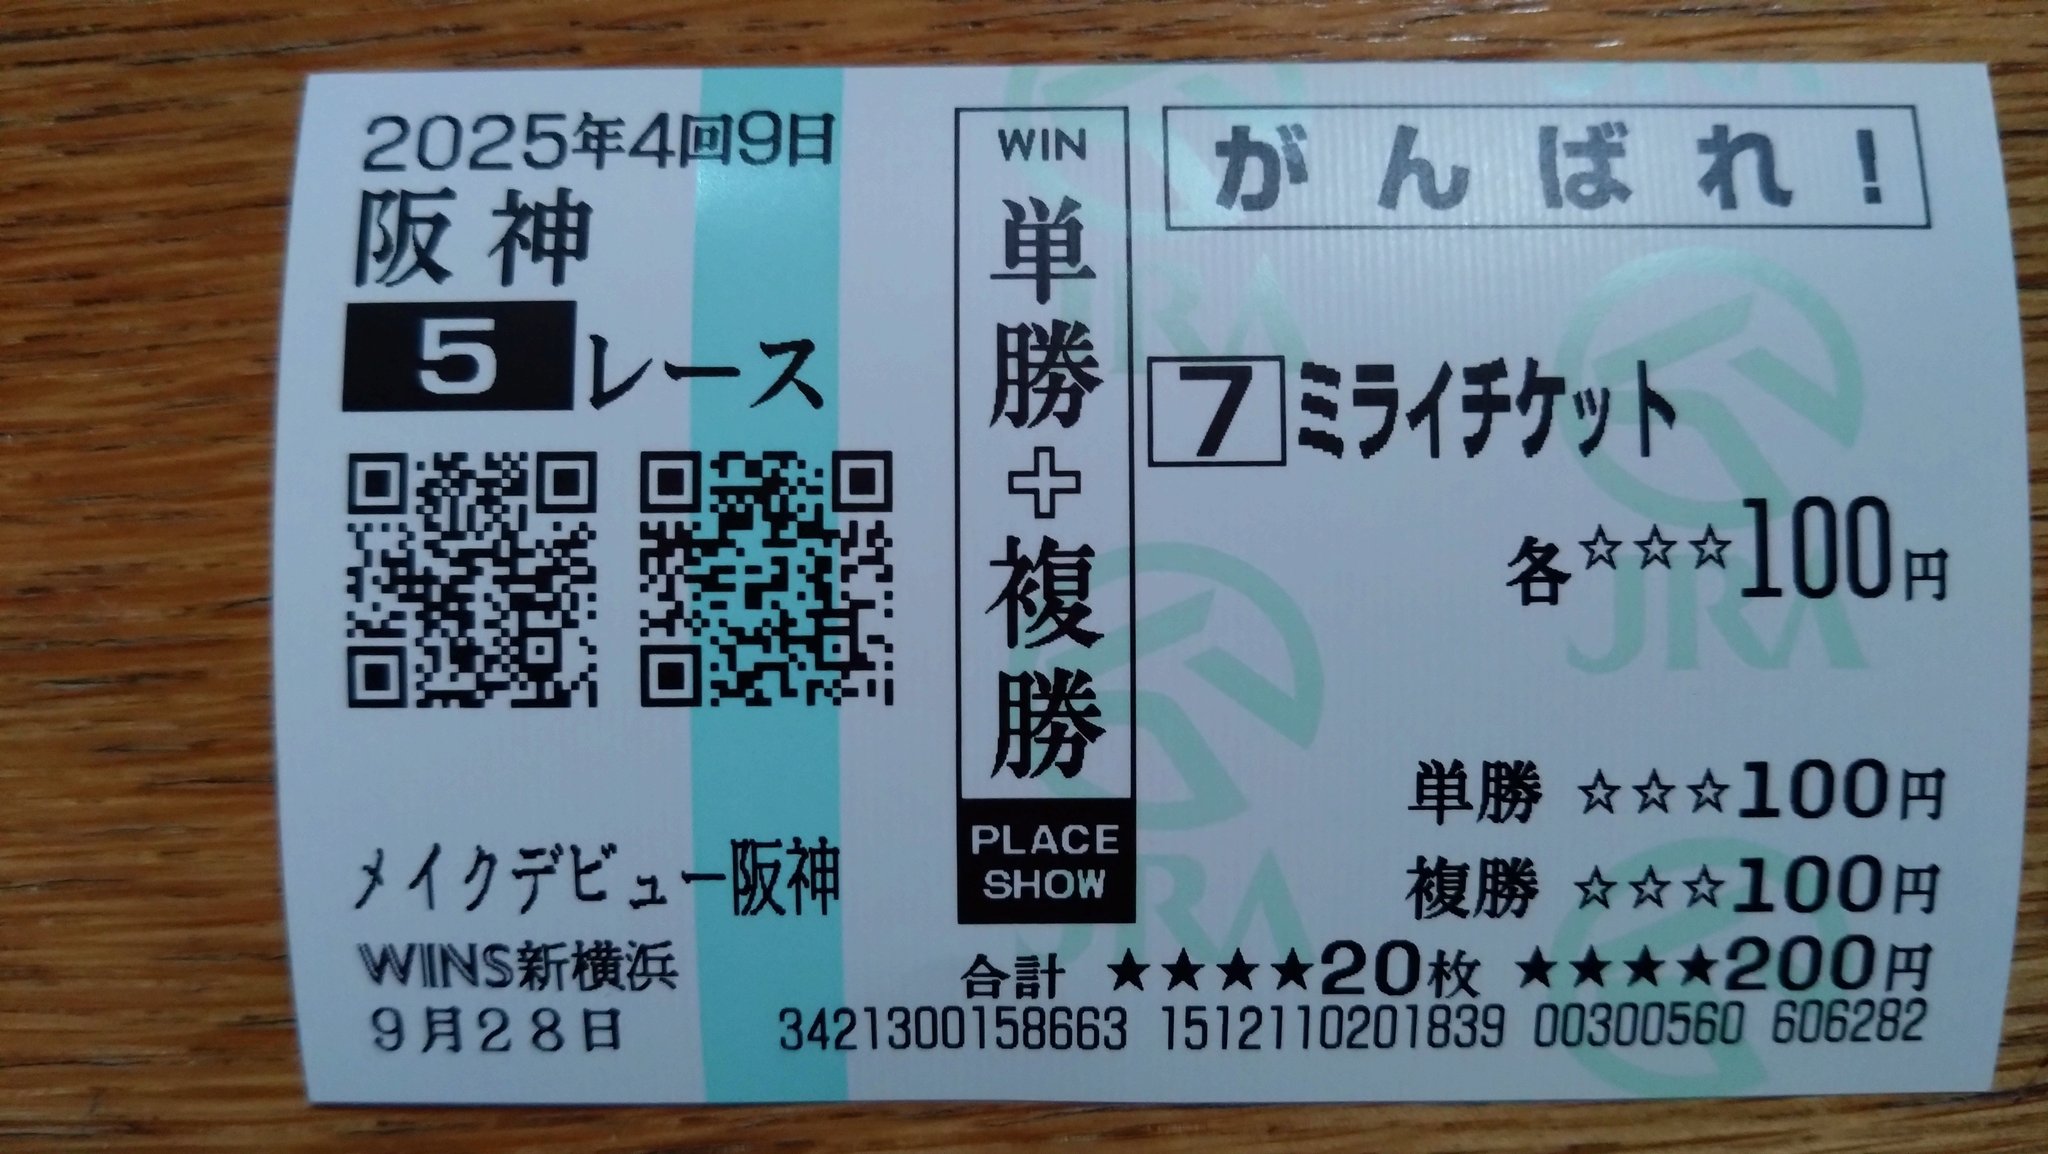 2025年4回9日
阪神
5レース
メイクデビュー阪神
WINS新横浜
9月28日
WIN
単勝+複勝
PLACE
SHOW
がんばれ!
7 ミライチケット
各☆☆☆100円
単勝 ☆☆☆100円
複勝 ☆☆☆100円
合計 ★★★★20枚 ★★★★200円
3421300158663 1512110201839 00300560 606282
JRA
JRA
JRA
JRA